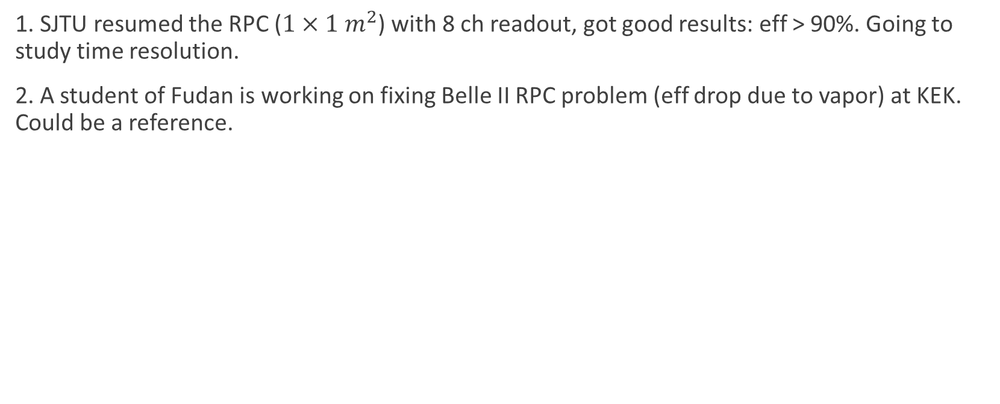 1. SJTU resumed the RPC (1 × 1 m²) with 8 ch readout, got good results: eff > 90%. Going to
study time resolution.
2. A student of Fudan is working on fixing Belle II RPC problem (eff drop due to vapor) at KEK.
Could be a reference.